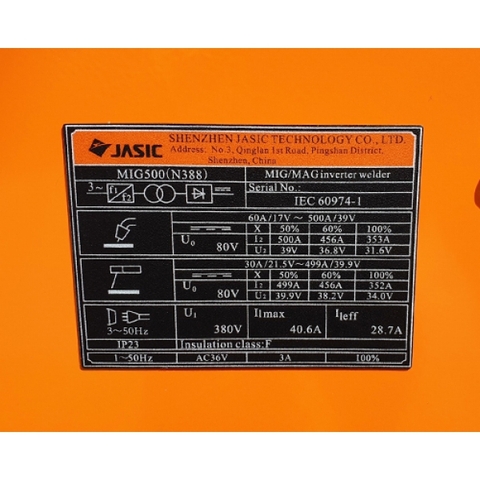 JASIC
SHENZHEN JASIC TECHNOLOGY CO., LTD.
Address: No 3, Qinglan 1st Road, Pingshan District,
Shenzhen, China
MIG500(N388) MIG/MAG inverter welder
3~ f1 f2 Serial No.:
IEC 60974-1
60A/17V ~ 500A/39V
X 50% 60% 100%
U0 80V I2 500A 456A 353A
U2 39V 36.8V 31.6V
30A/21.5V~499A/39.9V
X 50% 60% 100%
U0 80V I2 499A 456A 352A
U2 39.9V 38.2V 34.0V
3~50Hz U1 380V I1max 40.6A I1eff 28.7A
IP23 Insulation class:F
1~50Hz AC36V 3A 100%